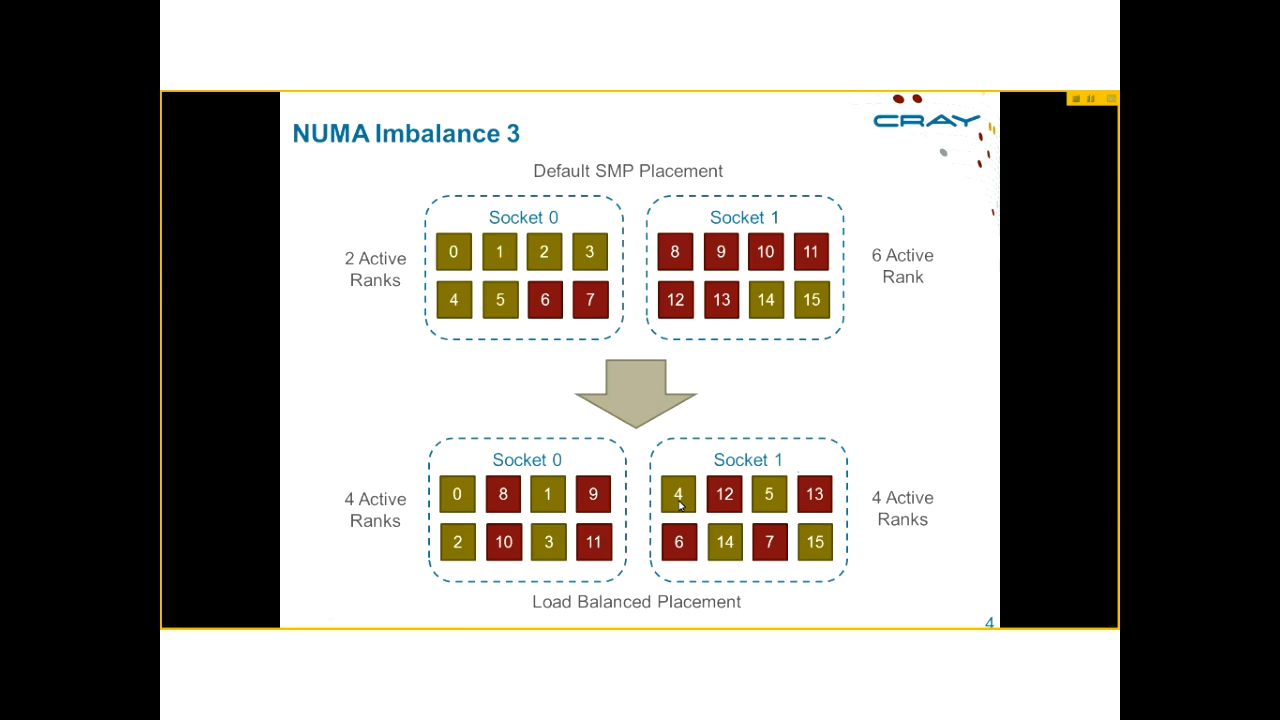 CRAY
NUMA Imbalance 3
Default SMP Placement
2 Active
Ranks
Socket 0
0 1 2 3
4 5 6 7
Socket 1
8 9 10 11
12 13 14 15
6 Active
Rank
4 Active
Ranks
Socket 0
0 8 1 9
2 10 3 11
Socket 1
4 12 5 13
6 14 7 15
4 Active
Ranks
Load Balanced Placement
4